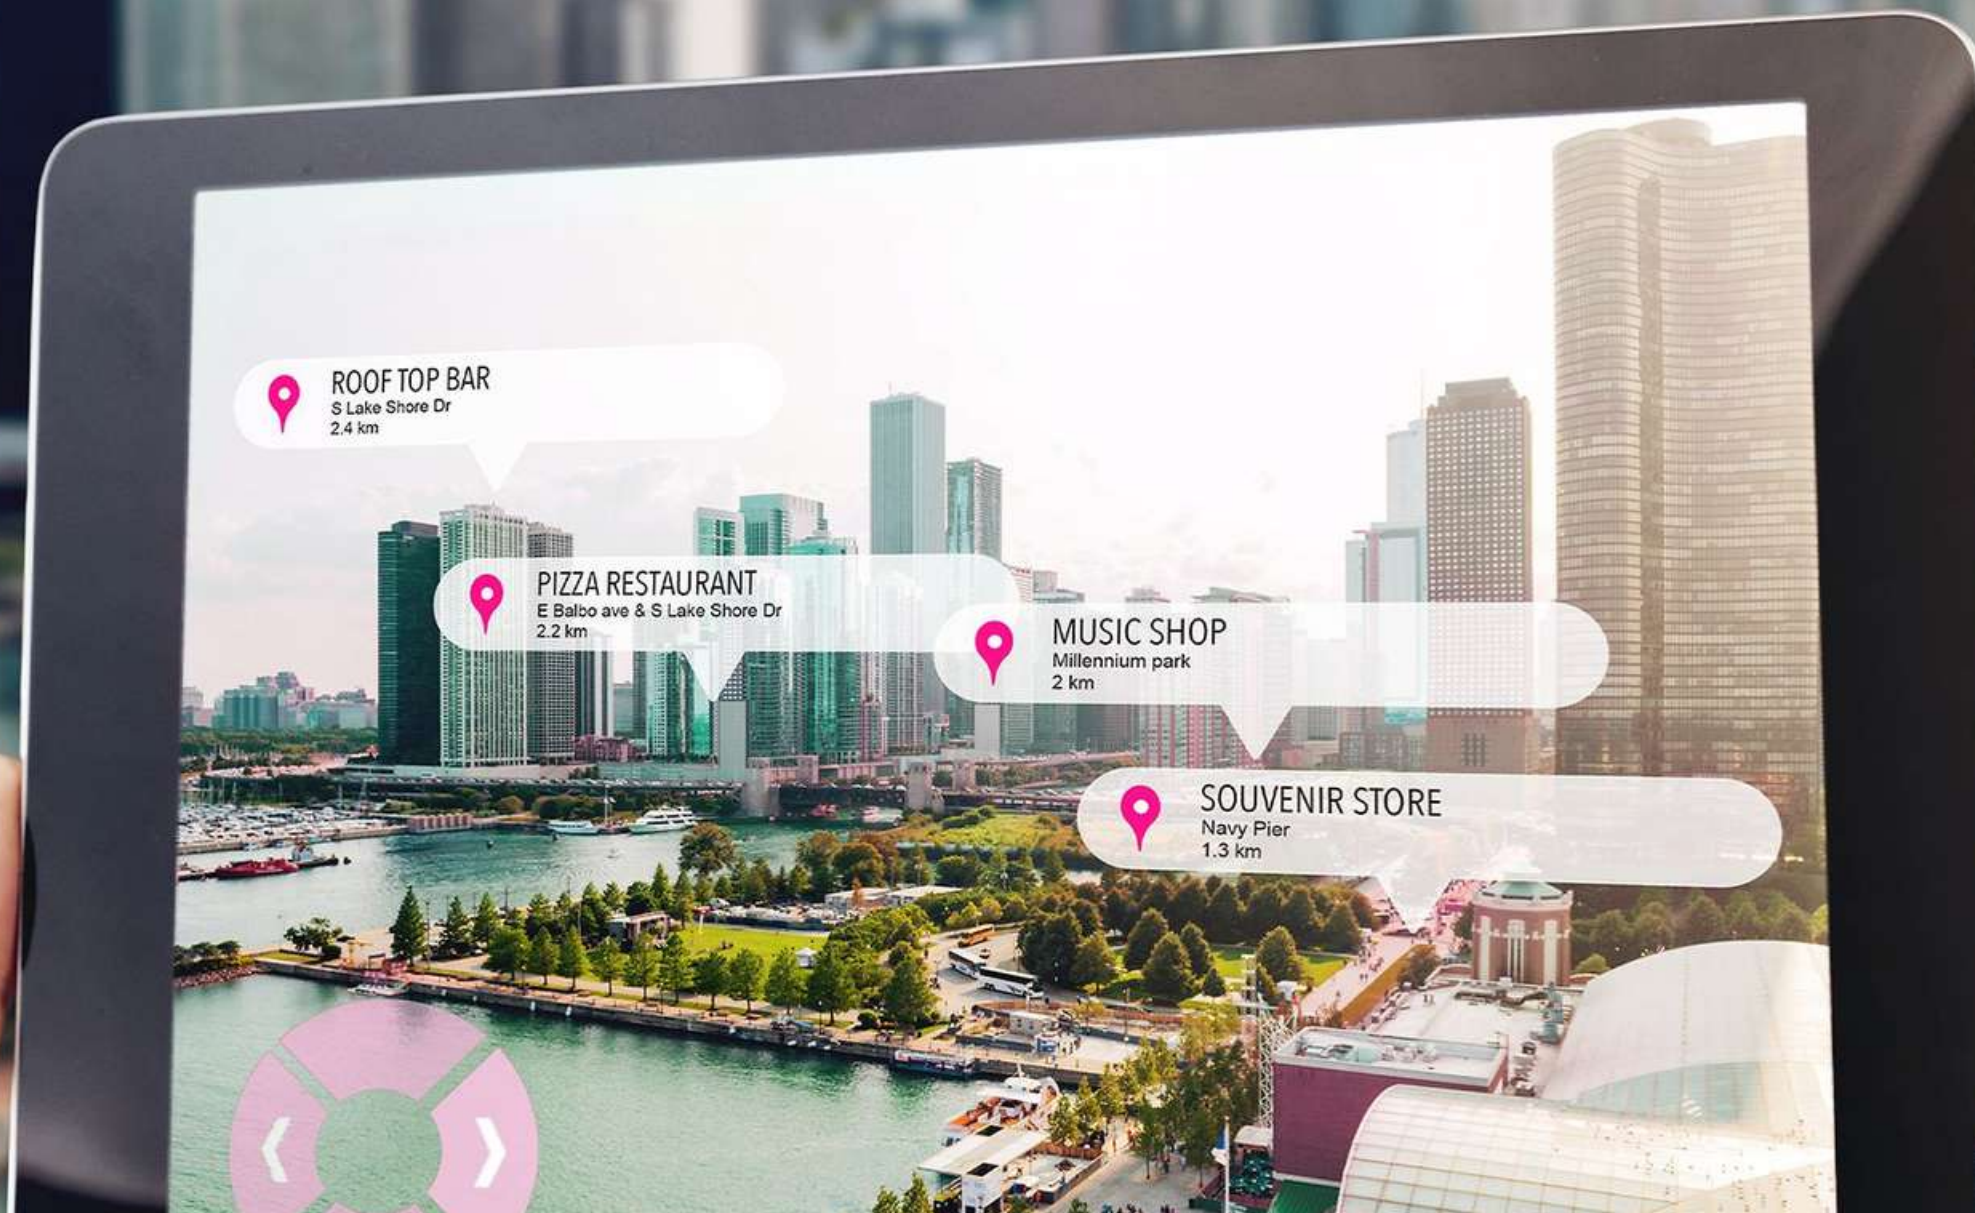 ROOF TOP BAR
S Lake Shore Dr
2.4 km
PIZZA RESTAURANT
E Balbo ave & S Lake Shore Dr
2.2 km
MUSIC SHOP
Millennium park
2 km
SOUVENIR STORE
Navy Pier
1.3 km